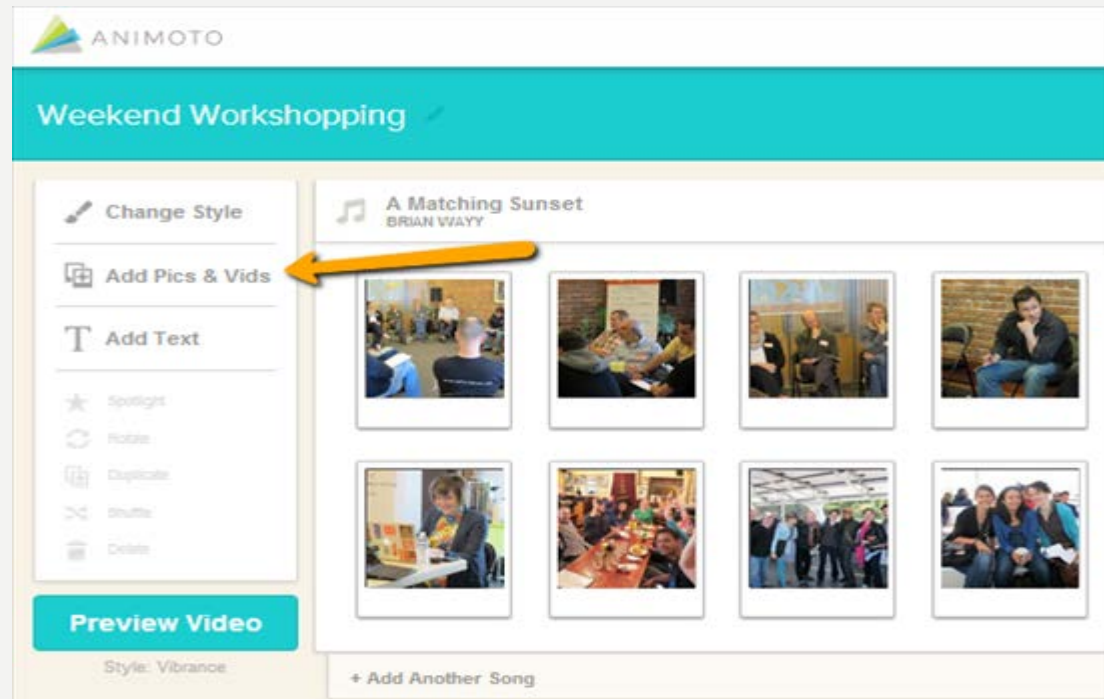 ANIMOTO
Weekend Workshopping
Change Style
Add Pics & Vids
Add Text
Spotlight
Rotate
Duplicate
Shuffle
Delete
Preview Video
Style: Vibrance
A Matching Sunset
BRIAN WAYY
+ Add Another Song